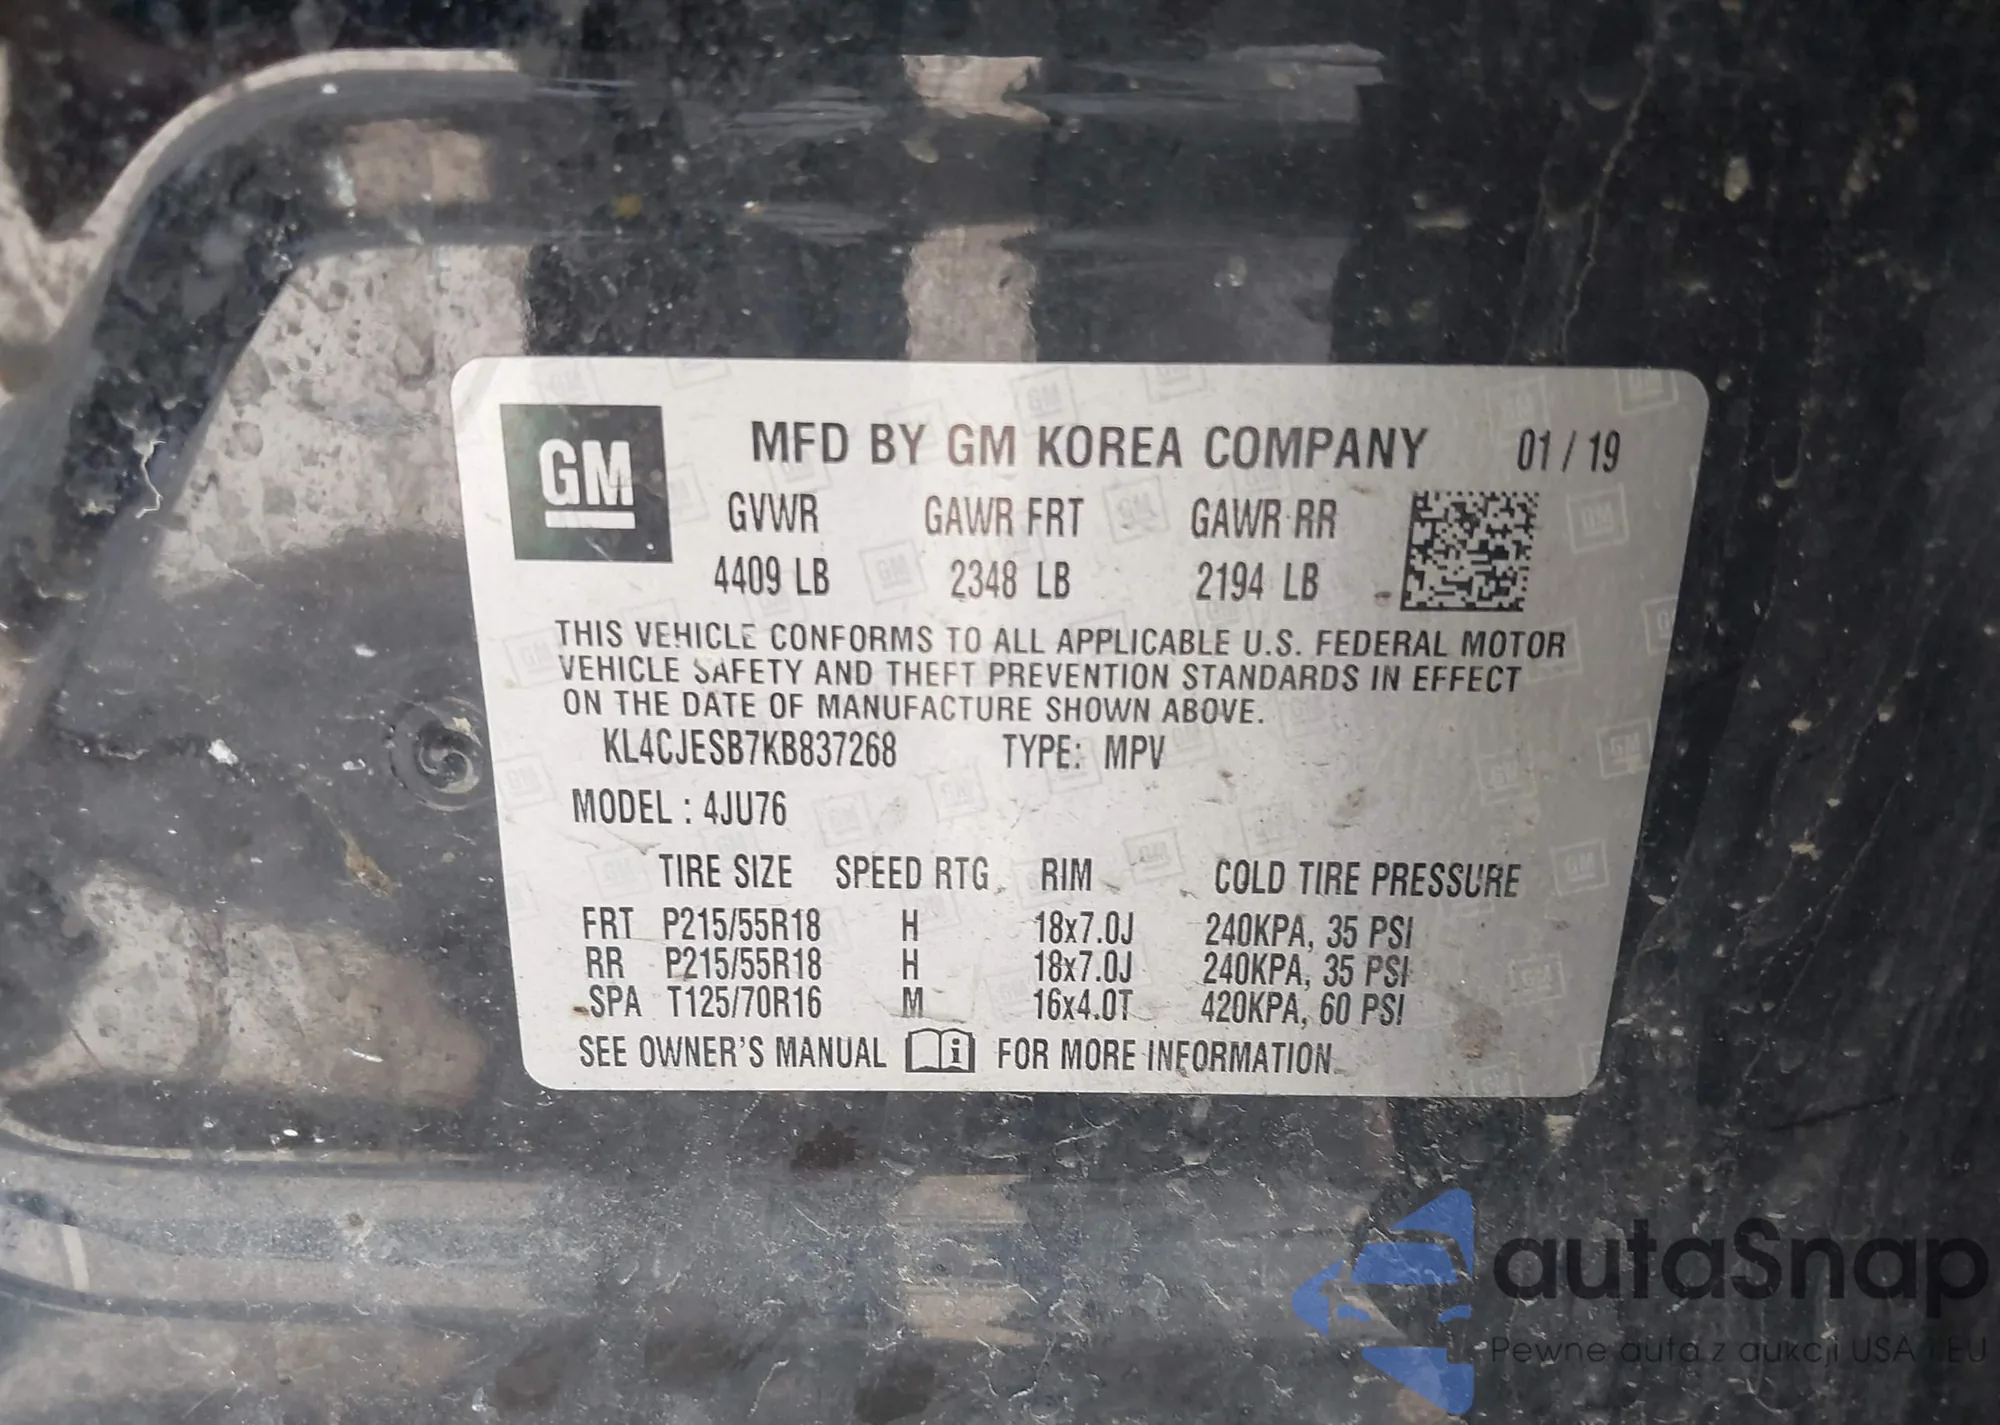 GM
MFD BY GM KOREA COMPANY 01 / 19
GVWR GAWR FRT GAWR RR
4409 LB 2348 LB 2194 LB
THIS VEHICLE CONFORMS TO ALL APPLICABLE U.S. FEDERAL MOTOR
VEHICLE SAFETY AND THEFT PREVENTION STANDARDS IN EFFECT
ON THE DATE OF MANUFACTURE SHOWN ABOVE.
KL4CJESB7KB837268 TYPE: MPV
MODEL : 4JU76
TIRE SIZE SPEED RTG RIM COLD TIRE PRESSURE
FRT P215/55R18 H 18x7.0J 240KPA, 35 PSI
RR P215/55R18 H 18x7.0J 240KPA, 35 PSI
SPA T125/70R16 M 16x4.0T 420KPA, 60 PSI
SEE OWNER'S MANUAL i FOR MORE INFORMATION
autaSnap
Pewne auta z aukcji USA i EU